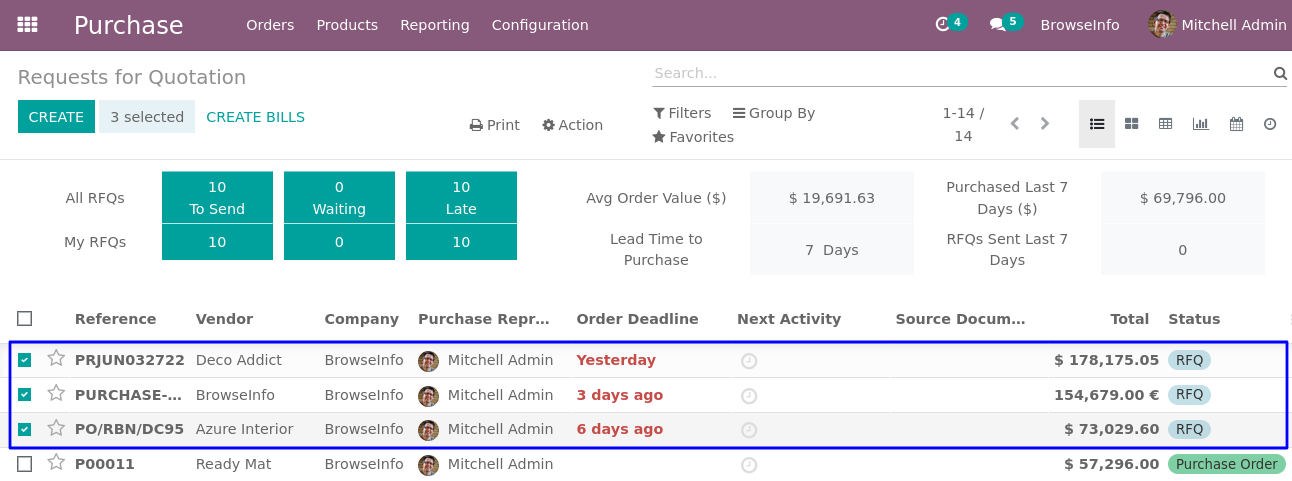 Purchase Orders Products Reporting Configuration 4 5 BrowseInfo Mitchell Admin
Requests for Quotation
Search...
CREATE 3 selected CREATE BILLS
Print Action
Filters Group By
Favorites
1-14 /
14
All RFQs
10
To Send
0
Waiting
10
Late
My RFQs
10
0
10
Avg Order Value ($)
$ 19,691.63
Purchased Last 7
Days ($)
$ 69,796.00
Lead Time to
Purchase
7 Days
RFQs Sent Last 7
Days
0
Reference Vendor Company Purchase Repr... Order Deadline Next Activity Source Docum... Total Status
PRJUN032722 Deco Addict BrowseInfo Mitchell Admin Yesterday $ 178,175.05 RFQ
PURCHASE-... BrowseInfo BrowseInfo Mitchell Admin 3 days ago 154,679.00 € RFQ
PO/RBN/DC95 Azure Interior BrowseInfo Mitchell Admin 6 days ago $ 73,029.60 RFQ
P00011 Ready Mat BrowseInfo Mitchell Admin $ 57,296.00 Purchase Order